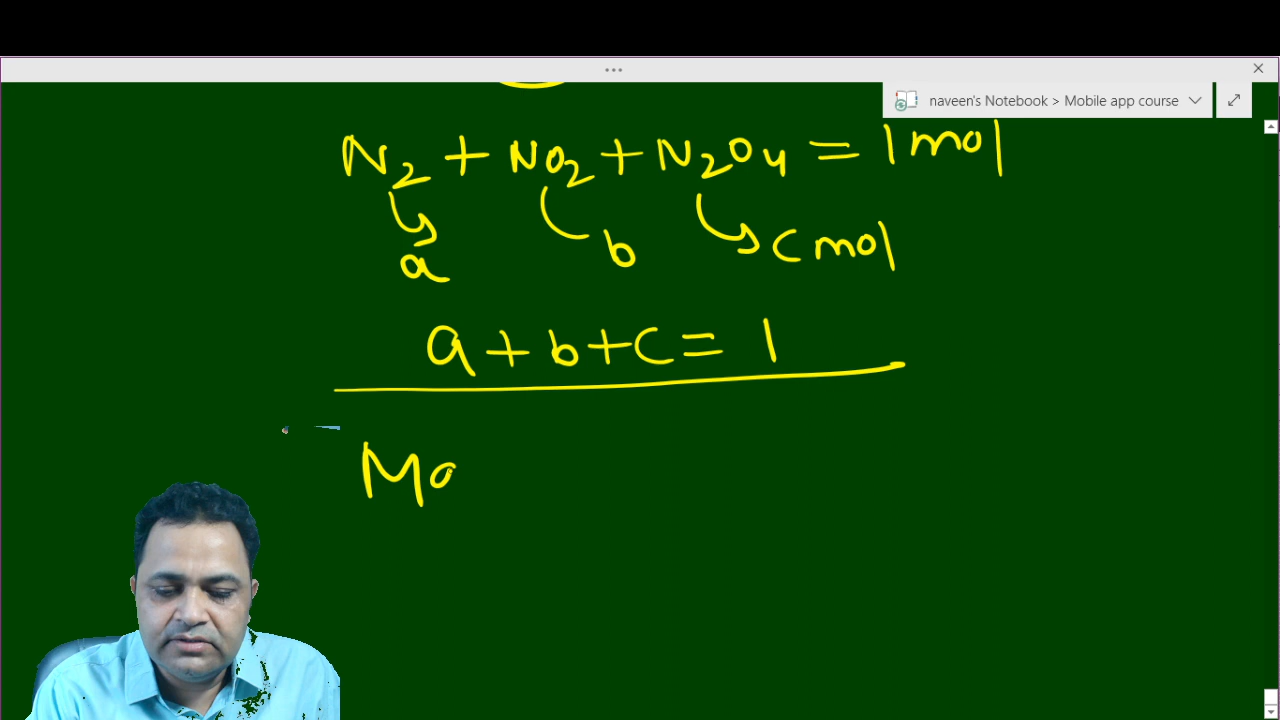 naveen's Notebook > Mobile app course
N₂ + NO₂ + N₂O₄ = 1 mol
a b c mol
a + b + c = 1
Mo